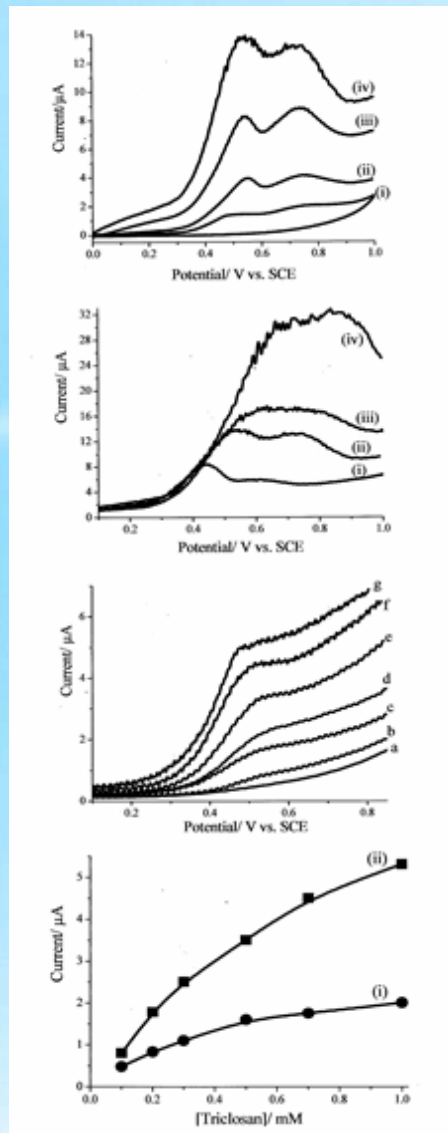 14
12
10
8
6
4
2
0
Current/μA
(iv)
(iii)
(ii)
(i)
0.0 0.2 0.4 0.6 0.8 1.0
Potential/ V vs. SCE
32
28
24
20
16
12
8
4
0
Current/ μA
(iv)
(iii)
(ii)
(i)
0.2 0.4 0.6 0.8 1.0
Potential/ V vs. SCE
6
4
2
0
Current/ μA
g
f
e
d
c
b
a
0.2 0.4 0.6 0.8
Potential/ V vs. SCE
5
4
3
2
1
0
Current/ μA
(ii)
(i)
0.0 0.2 0.4 0.6 0.8 1.0
[Triclosan]/ mM